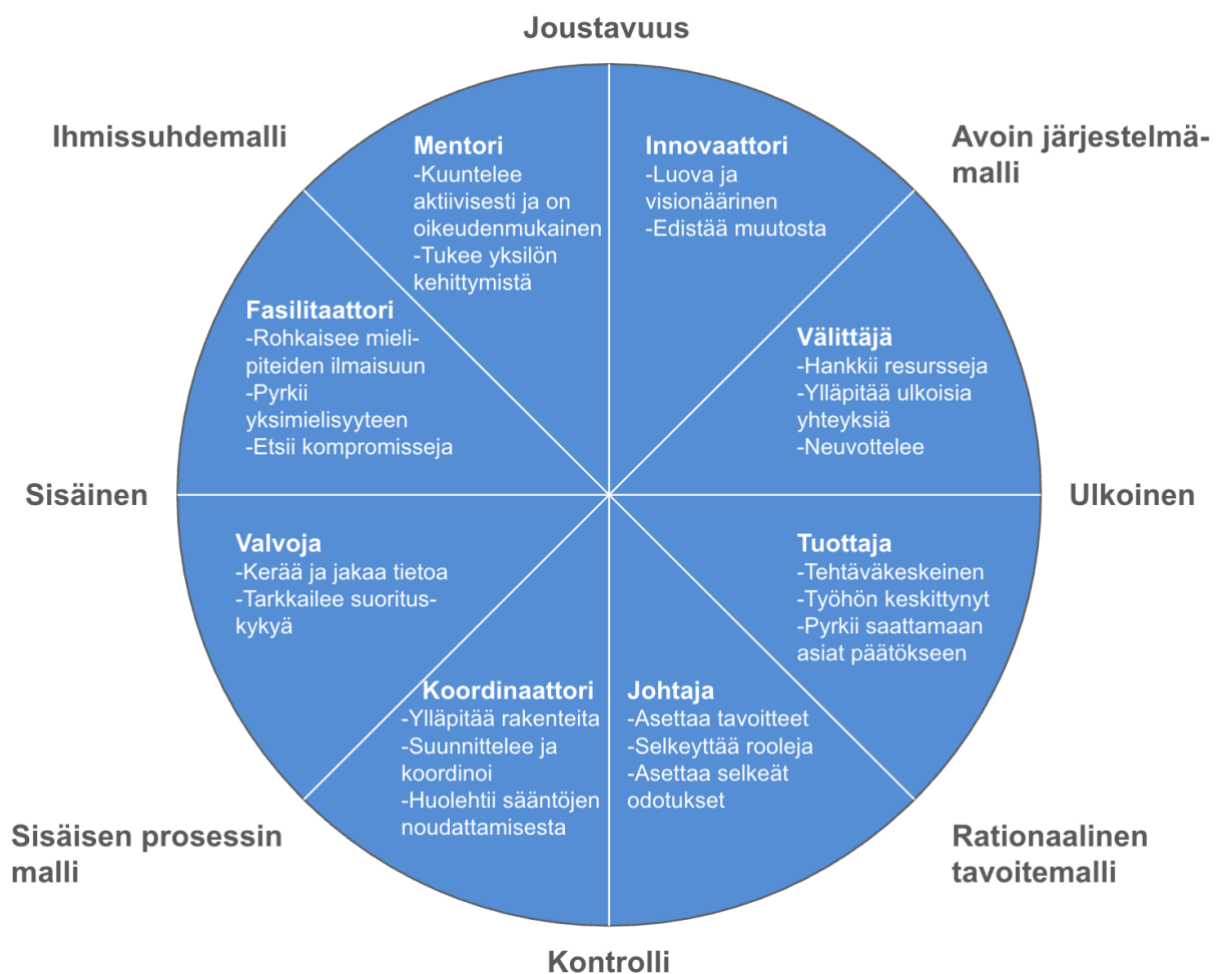 Joustavuus
Ihmissuhdemalli
Avoin järjestelmä-
malli
Mentori
-Kuuntelee
aktiivisesti ja on
oikeudenmukainen
-Tukee yksilön
kehittymistä
Innovaattori
-Luova ja
visionäärinen
-Edistää muutosta
Fasilitaattori
-Rohkaisee mieli-
piteiden ilmaisuun
-Pyrkii
yksimielisyyteen
-Etsii kompromisseja
Välittäjä
-Hankkii resursseja
-Ylläpitää ulkoisia
yhteyksiä
-Neuvottelee
Sisäinen
Ulkoinen
Valvoja
-Kerää ja jakaa tietoa
-Tarkkailee suoritus-
kykyä
Tuottaja
-Tehtäväkeskeinen
-Työhön keskittynyt
-Pyrkii saattamaan
asiat päätökseen
Koordinaattori
-Ylläpitää rakenteita
-Suunnittelee ja
koordinoi
-Huolehtii sääntöjen
noudattamisesta
Johtaja
-Asettaa tavoitteet
-Selkeyttää rooleja
-Asettaa selkeät
odotukset
Sisäisen prosessin
malli
Rationaalinen
tavoitemalli
Kontrolli